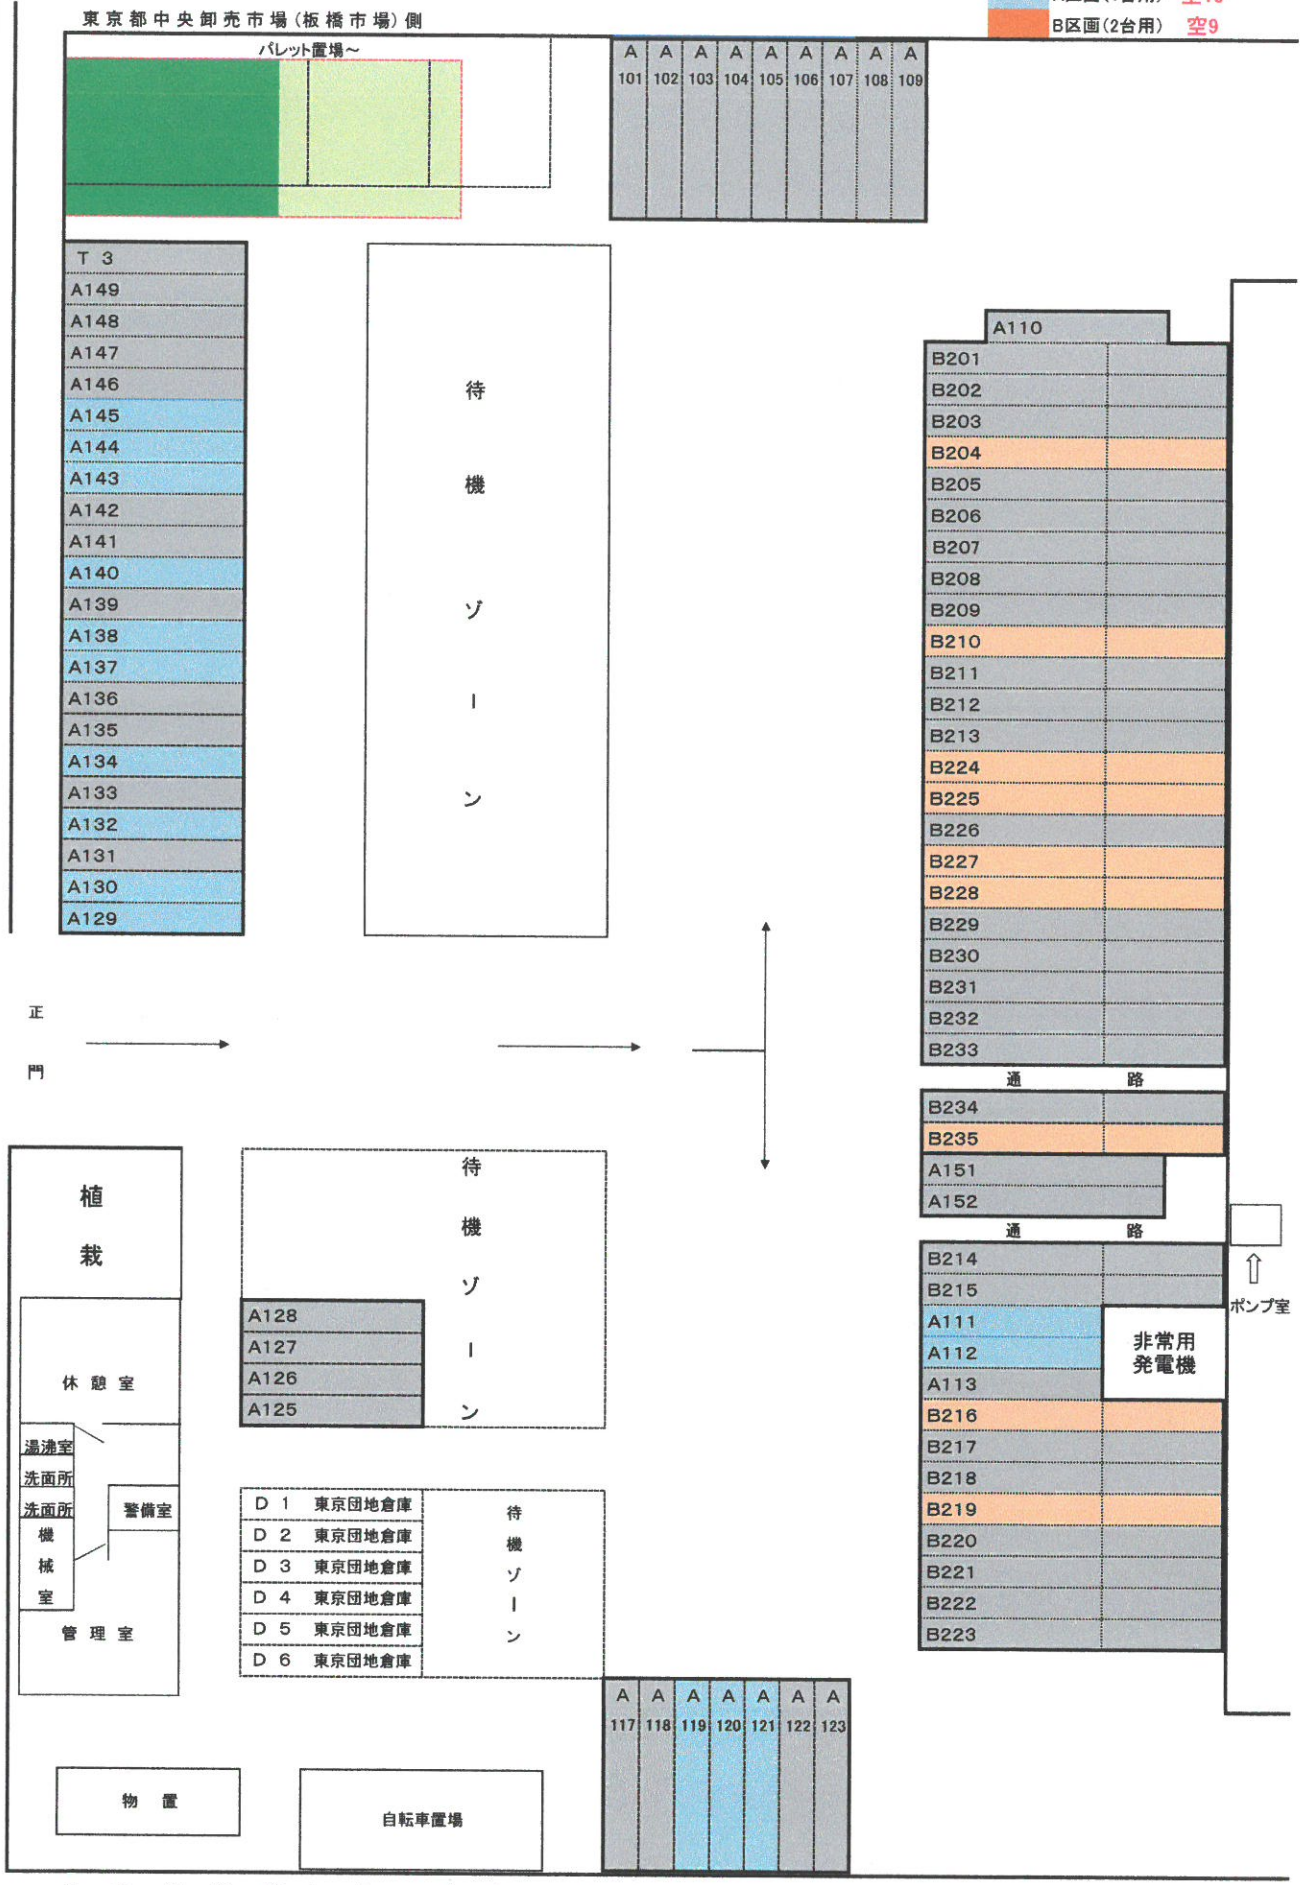 東京都中央卸売市場(板橋市場)側
B区画(2台用) 空9
パレット置場～
A A A A A A A A A
101 102 103 104 105 106 107 108 109
T 3
A149
A148
A147
A146
A145
A144
A143
A142
A141
A140
A139
A138
A137
A136
A135
A134
A133
A132
A131
A130
A129
待
機
ゾ
ー
ン
A110
B201
B202
B203
B204
B205
B206
B207
B208
B209
B210
B211
B212
B213
B224
B225
B226
B227
B228
B229
B230
B231
B232
B233
通 路
B234
B235
A151
A152
通 路
B214
B215
A111
A112
A113
B216
B217
B218
B219
B220
B221
B222
B223
非常用
発電機
ポンプ室
正
門
植
栽
休憩室
湯沸室
洗面所
洗面所
警備室
機
械
室
管理室
待
機
ゾ
ー
ン
A128
A127
A126
A125
D 1 東京団地倉庫
D 2 東京団地倉庫
D 3 東京団地倉庫
D 4 東京団地倉庫
D 5 東京団地倉庫
D 6 東京団地倉庫
待
機
ゾ
ー
ン
A A A A A A A
117 118 119 120 121 122 123
物 置
自転車置場